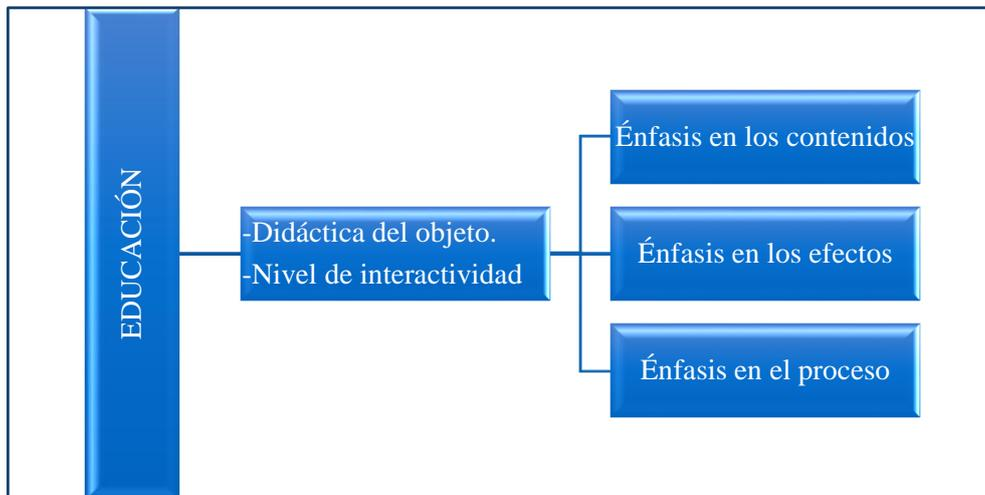 EDUCACIÓN
-Didáctica del objeto.
-Nivel de interactividad
Énfasis en los contenidos
Énfasis en los efectos
Énfasis en el proceso